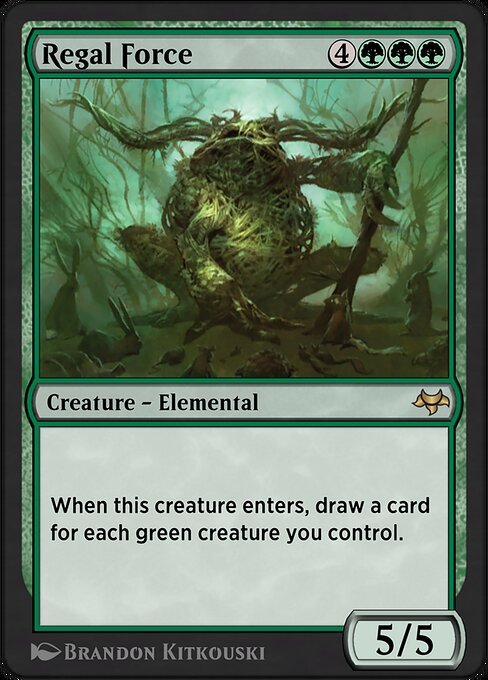 Regal Force 4
Creature – Elemental
When this creature enters, draw a card
for each green creature you control.
5/5
Brandon Kitkouski